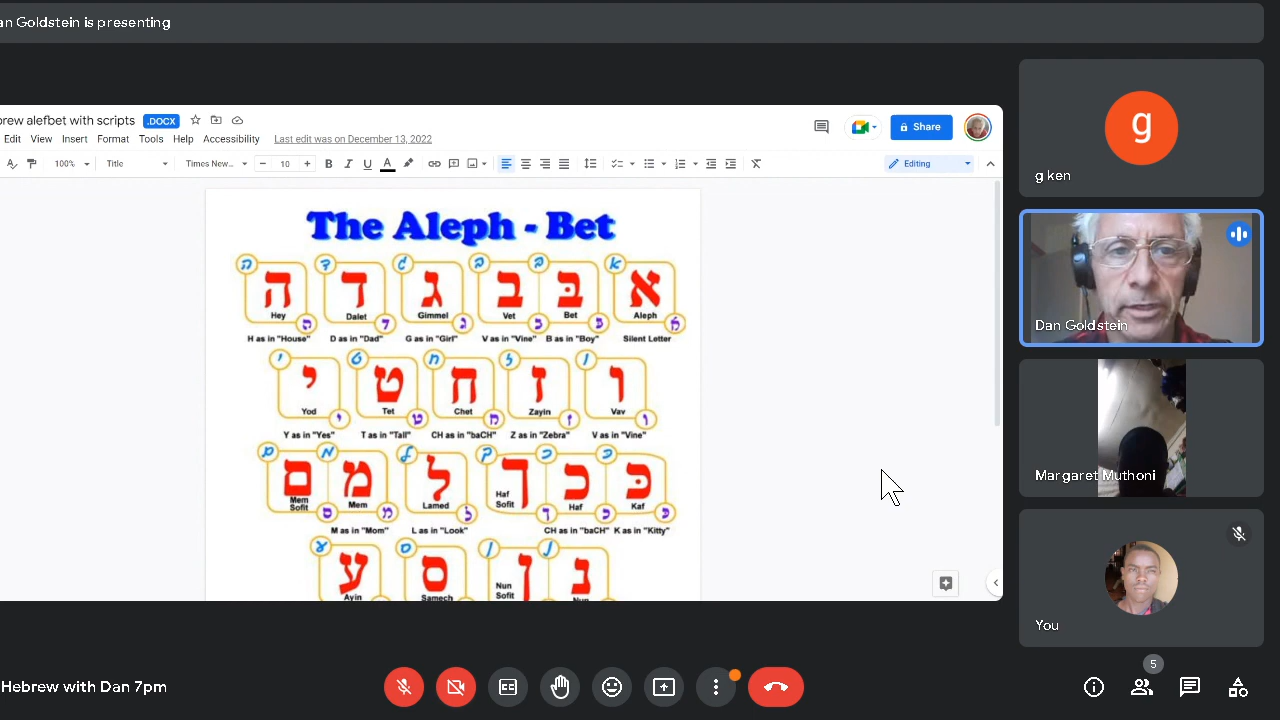 an Goldstein is presenting
brew alefbet with scripts .DOCX
Edit View Insert Format Tools Help Accessibility Last edit was on December 13, 2022
Share
100% Title Times New... 10 B I U A Editing
The Aleph - Bet
ה ד ג ב ב א
ה ד ג ב בּ א
Hey Dalet Gimmel Vet Bet Aleph
H as in "House" D as in "Dad" G as in "Girl" V as in "Vine" B as in "Boy" Silent Letter
י ט ח ז ו
י ט ח ז ו
Yod Tet Chet Zayin Vav
Y as in "Yes" T as in "Tall" CH as in "baCH" Z as in "Zebra" V as in "Vine"
ם מ ל ך כ כ
ם מ ל ך כ כּ
Mem Sofit Mem Lamed Haf Sofit Haf Kaf
M as in "Mom" L as in "Look" CH as in "baCH" K as in "Kitty"
ע ס ן נ
ע ס ן נ
Ayin Samech Nun Sofit Nun
g
g ken
Dan Goldstein
Margaret Muthoni
You
Hebrew with Dan 7pm
CC
5